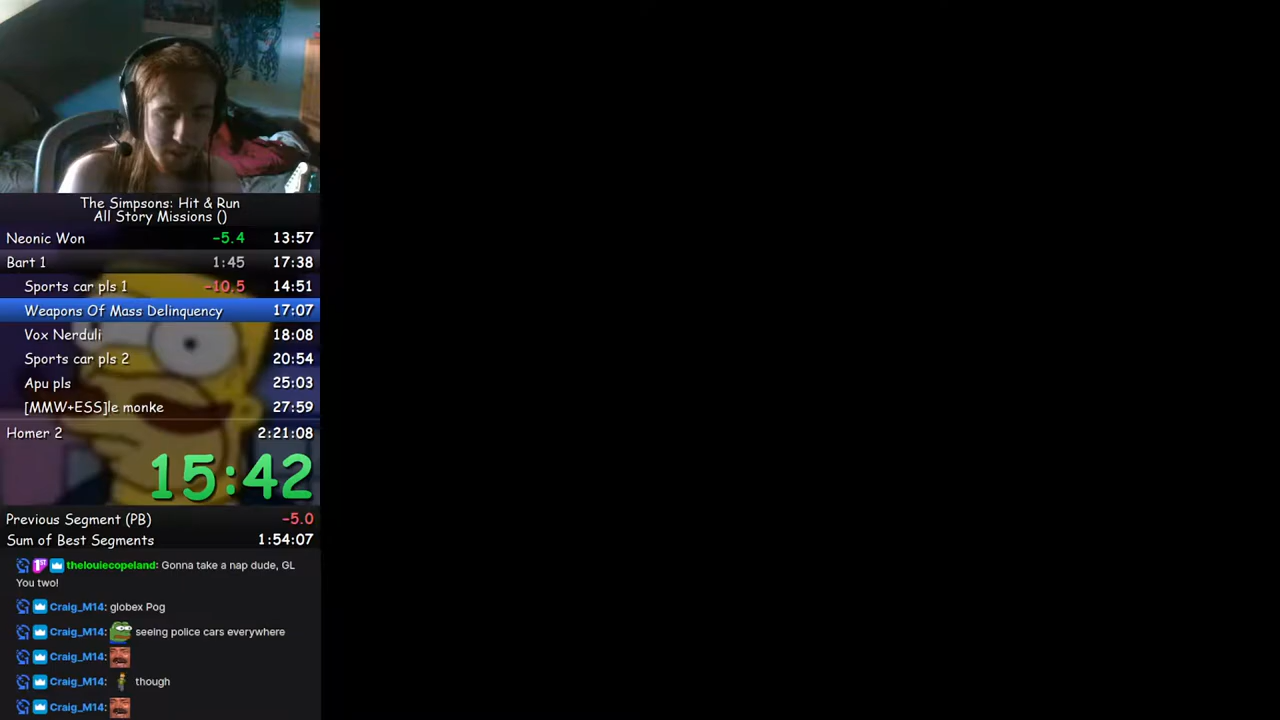 The Simpsons: Hit & Run
All Story Missions ()
Neonic Won -5.4 13:57
Bart 1 1:45 17:38
Sports car pls 1 -10.5 14:51
Weapons Of Mass Delinquency 17:07
Vox Nerduli 18:08
Sports car pls 2 20:54
Apu pls 25:03
[MMW+ESS]le monke 27:59
Homer 2 2:21:08
15:42
Previous Segment (PB) -5.0
Sum of Best Segments 1:54:07
1ST thelouiecopeland: Gonna take a nap dude, GL
You two!
Craig_M14: globex Pog
Craig_M14: seeing police cars everywhere
Craig_M14:
Craig_M14: though
Craig_M14: